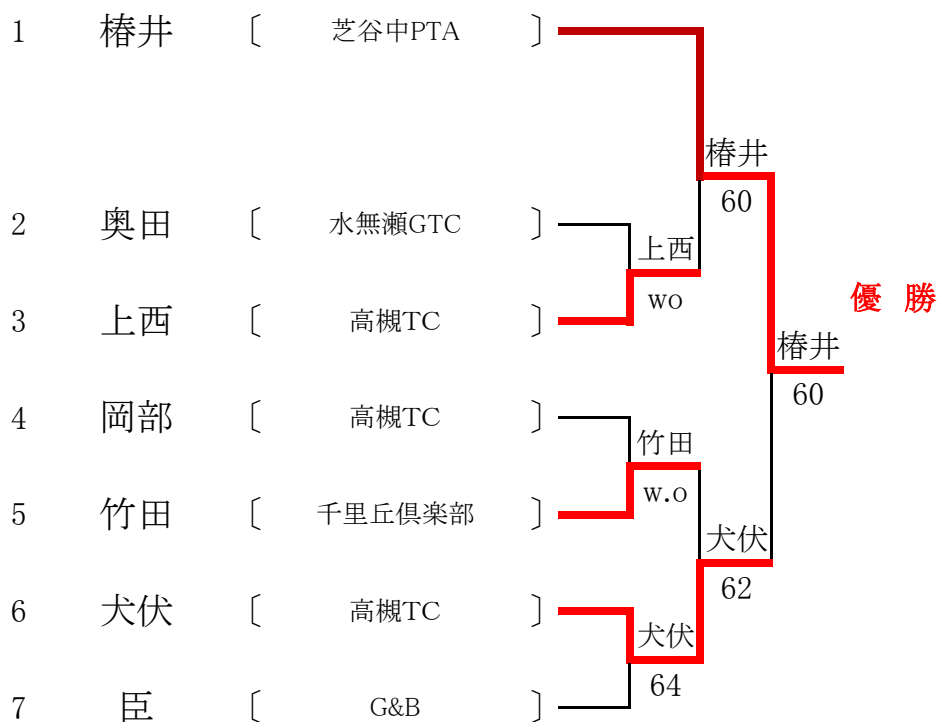 1 椿井 〔 芝谷中PTA 〕
椿井
60
2 奥田 〔 水無瀬GTC 〕
上西
wo
優 勝
3 上西 〔 高槻TC 〕
椿井
60
4 岡部 〔 高槻TC 〕
竹田
w.o
5 竹田 〔 千里丘倶楽部 〕
犬伏
62
6 犬伏 〔 高槻TC 〕
犬伏
64
7 臣 〔 G&B 〕